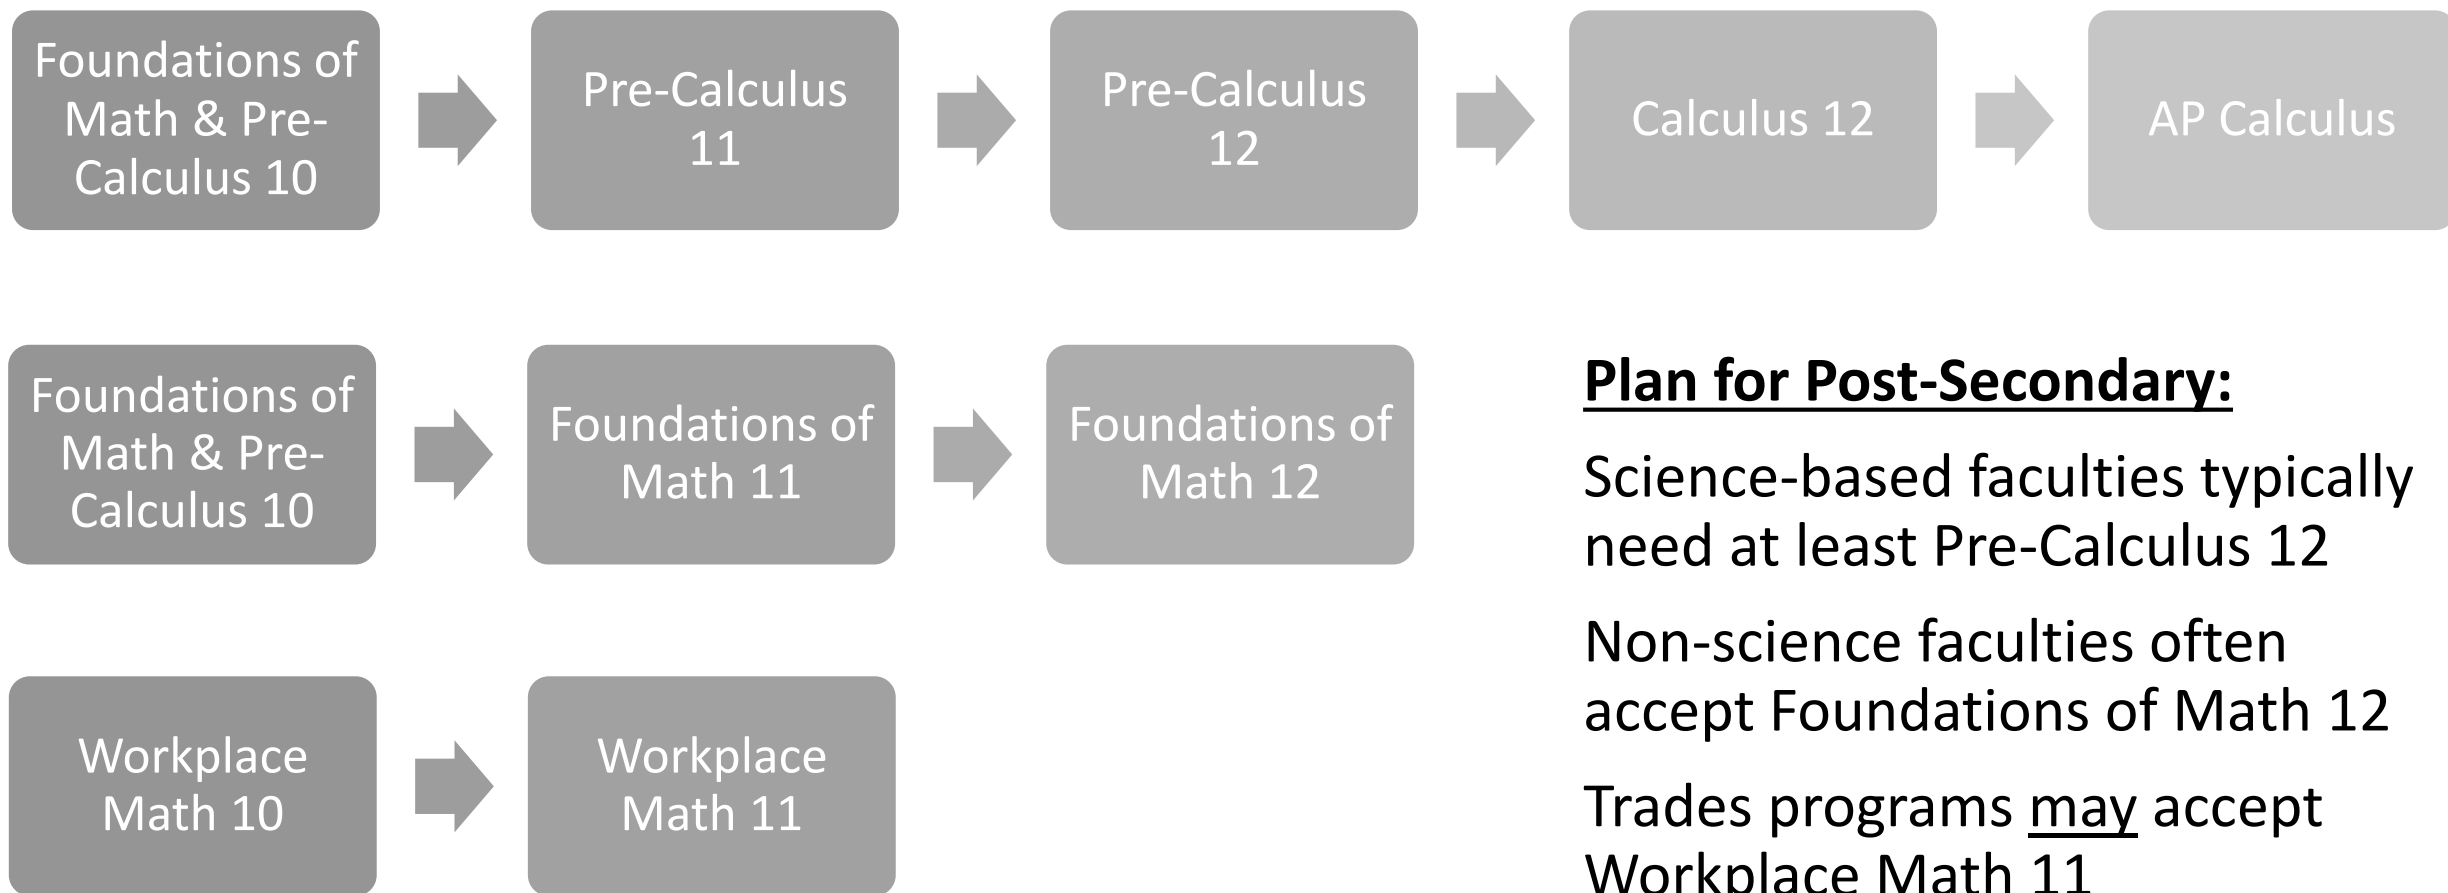 Foundations of
Math & Pre-
Calculus 10
Pre-Calculus
11
Pre-Calculus
12
Calculus 12
AP Calculus
Foundations of
Math & Pre-
Calculus 10
Foundations of
Math 11
Foundations of
Math 12
Workplace
Math 10
Workplace
Math 11
Plan for Post-Secondary:
Science-based faculties typically
need at least Pre-Calculus 12
Non-science faculties often
accept Foundations of Math 12
Trades programs may accept
Workplace Math 11